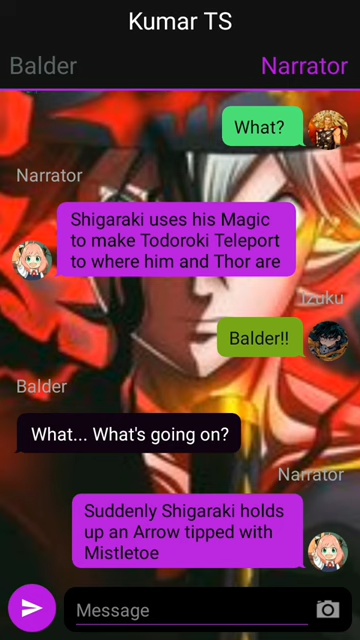 Kumar TS
Balder
Narrator
What?
Narrator
Shigaraki uses his Magic
to make Todoroki Teleport
to where him and Thor are
Izuku
Balder!!
Balder
What... What's going on?
Narrator
Suddenly Shigaraki holds
up an Arrow tipped with
Mistletoe
Message